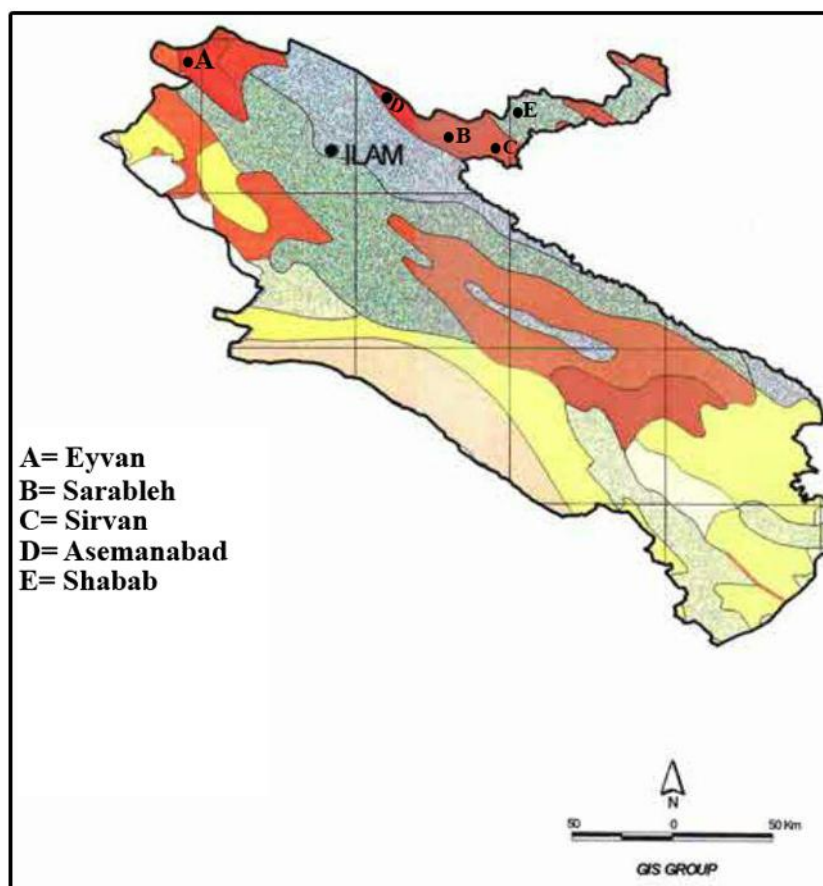 A
D
E
B
ILAM
C
A= Eyvan
B= Sarableh
C= Sirvan
D= Asemanabad
E= Shabab
N
50 0 50 Km
GIS GROUP